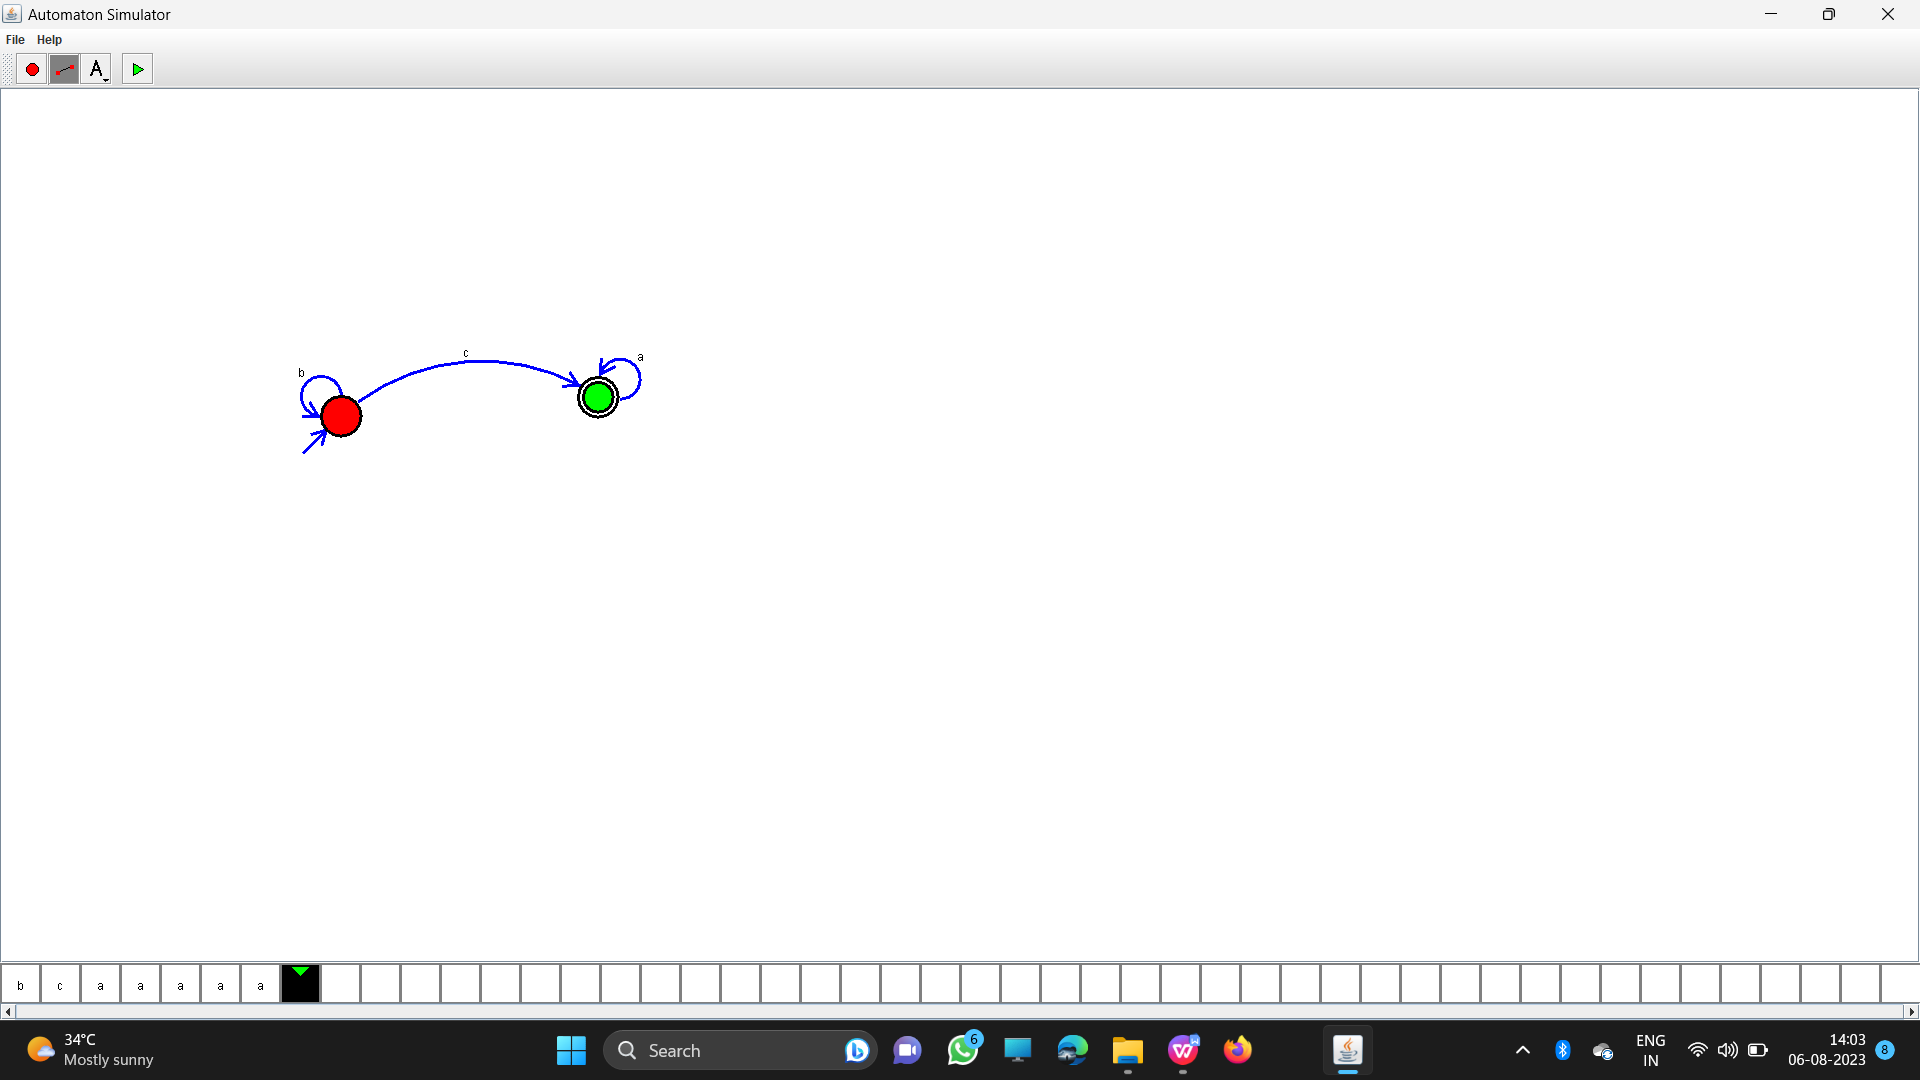 Automaton Simulator
File Help
A
c
a
b
b c a a a a a
34°C
Mostly sunny
Search
6
ENG
IN
14:03
06-08-2023
8